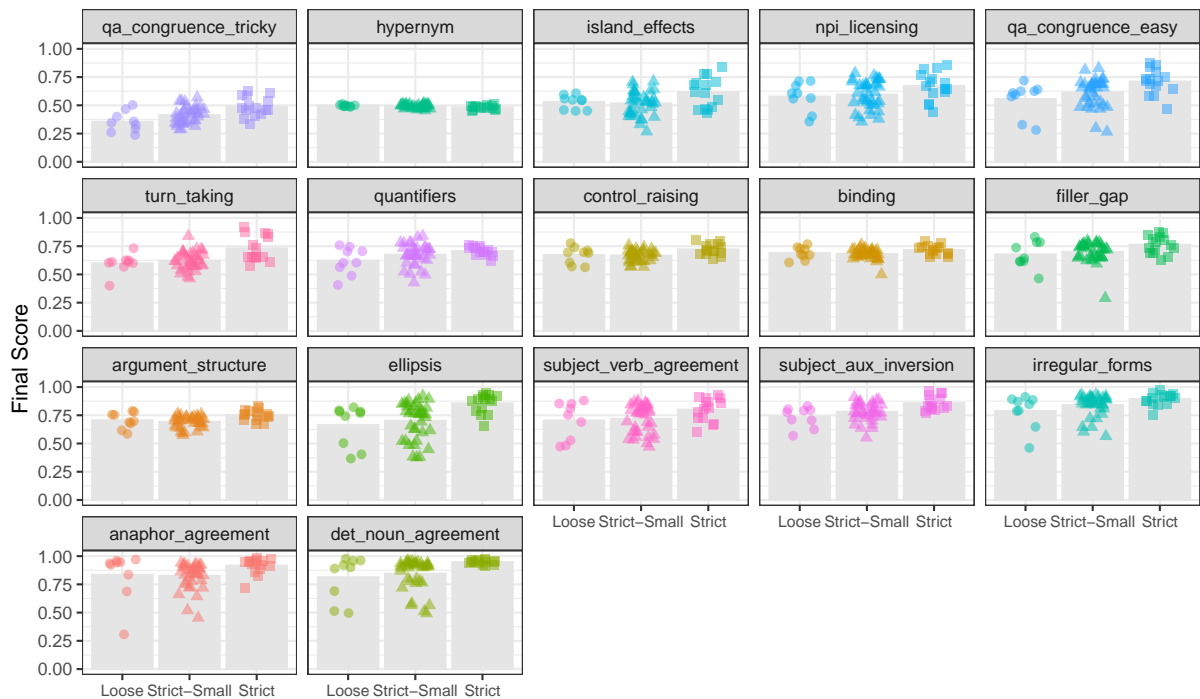 qa_congruence_tricky hypernym island_effects npi_licensing qa_congruence_easy
1.00
0.75
0.50
0.25
0.00
turn_taking quantifiers control_raising binding filler_gap
1.00
0.75
0.50
0.25
0.00
Final Score
argument_structure ellipsis subject_verb_agreement subject_aux_inversion irregular_forms
1.00
0.75
0.50
0.25
0.00
Loose Strict−Small Strict Loose Strict−Small Strict Loose Strict−Small Strict
anaphor_agreement det_noun_agreement
1.00
0.75
0.50
0.25
0.00
Loose Strict−Small Strict Loose Strict−Small Strict